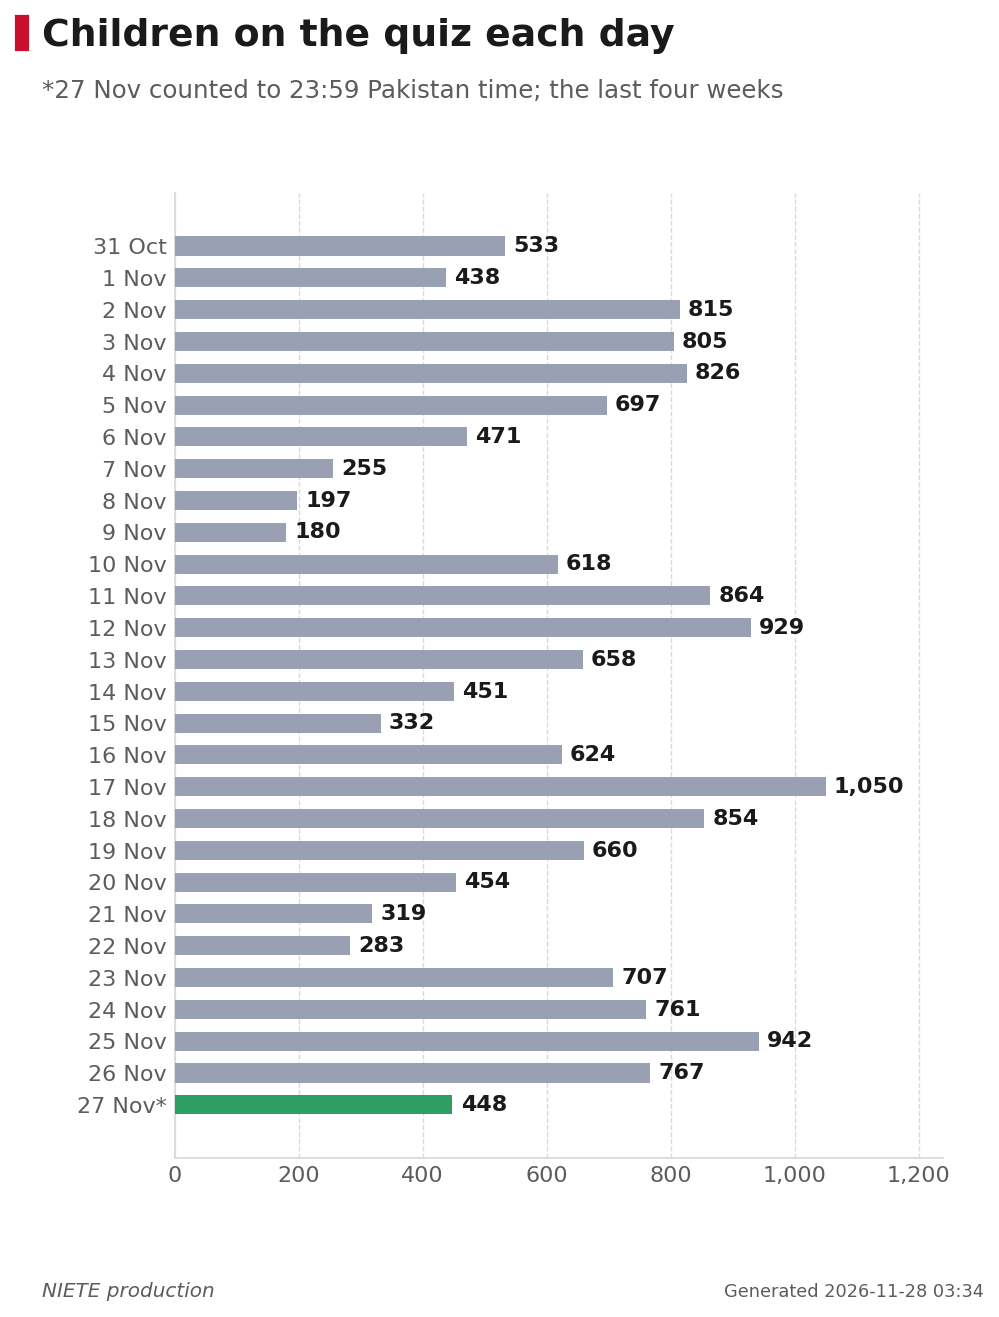 Children on the quiz each day
*27 Nov counted to 23:59 Pakistan time; the last four weeks
31 Oct 533
1 Nov 438
2 Nov 815
3 Nov 805
4 Nov 826
5 Nov 697
6 Nov 471
7 Nov 255
8 Nov 197
9 Nov 180
10 Nov 618
11 Nov 864
12 Nov 929
13 Nov 658
14 Nov 451
15 Nov 332
16 Nov 624
17 Nov 1,050
18 Nov 854
19 Nov 660
20 Nov 454
21 Nov 319
22 Nov 283
23 Nov 707
24 Nov 761
25 Nov 942
26 Nov 767
27 Nov* 448
0 200 400 600 800 1,000 1,200
NIETE production Generated 2026-11-28 03:34